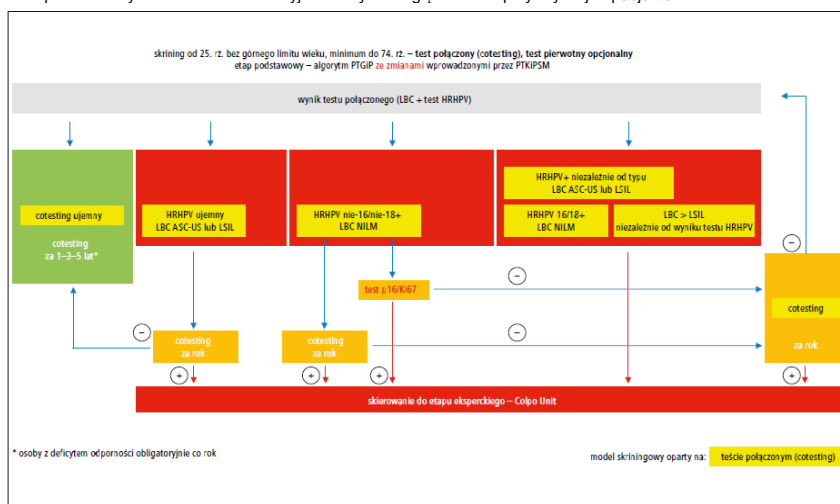 skrining od 25. rż. bez górnego limitu wieku, minimum do 74. rż. – test połączony (cotesting), test pierwotny opcjonalny
etap podstawowy – algorytm PTGiP ze zmianami wprowadzonymi przez PTKiPSM
wynik testu połączonego (LBC + test HRHPV)
cotesting ujemny
cotesting
za 1–3–5 lat*
HRHPV ujemny
LBC ASC-US lub LSIL
HRHPV nie-16/nie-18+
LBC NILM
HRHPV+ niezależnie od typu
LBC ASC-US lub LSIL
HRHPV 16/18+
LBC NILM
LBC > LSIL
niezależnie od wyniku testu HRHPV
test p16/Ki67
cotesting
za rok
cotesting
za rok
cotesting
za rok
skierowanie do etapu eksperckiego – Colpo Unit
* osoby z deficytem odporności obligatoryjnie co rok
model skriningowy oparty na:
teście połączonym (cotesting)